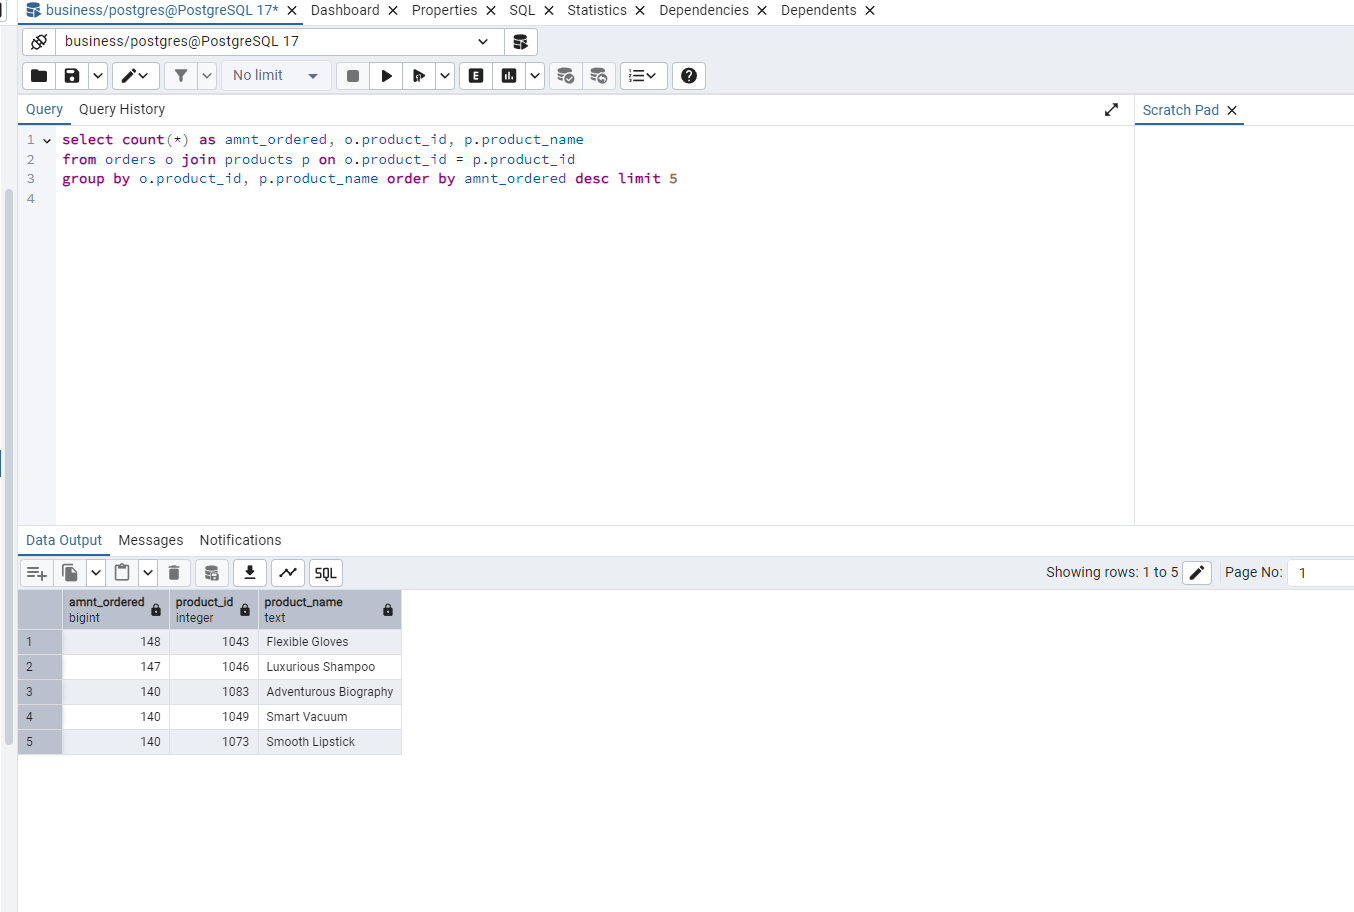 business/postgres@PostgreSQL 17* Dashboard Properties SQL Statistics Dependencies Dependents
business/postgres@PostgreSQL 17
No limit
E
Query Query History
Scratch Pad
1 select count(*) as amnt_ordered, o.product_id, p.product_name
2 from orders o join products p on o.product_id = p.product_id
3 group by o.product_id, p.product_name order by amnt_ordered desc limit 5
4
Data Output Messages Notifications
SQL
Showing rows: 1 to 5
Page No: 1
amnt_ordered product_id product_name
bigint integer text
1 148 1043 Flexible Gloves
2 147 1046 Luxurious Shampoo
3 140 1083 Adventurous Biography
4 140 1049 Smart Vacuum
5 140 1073 Smooth Lipstick